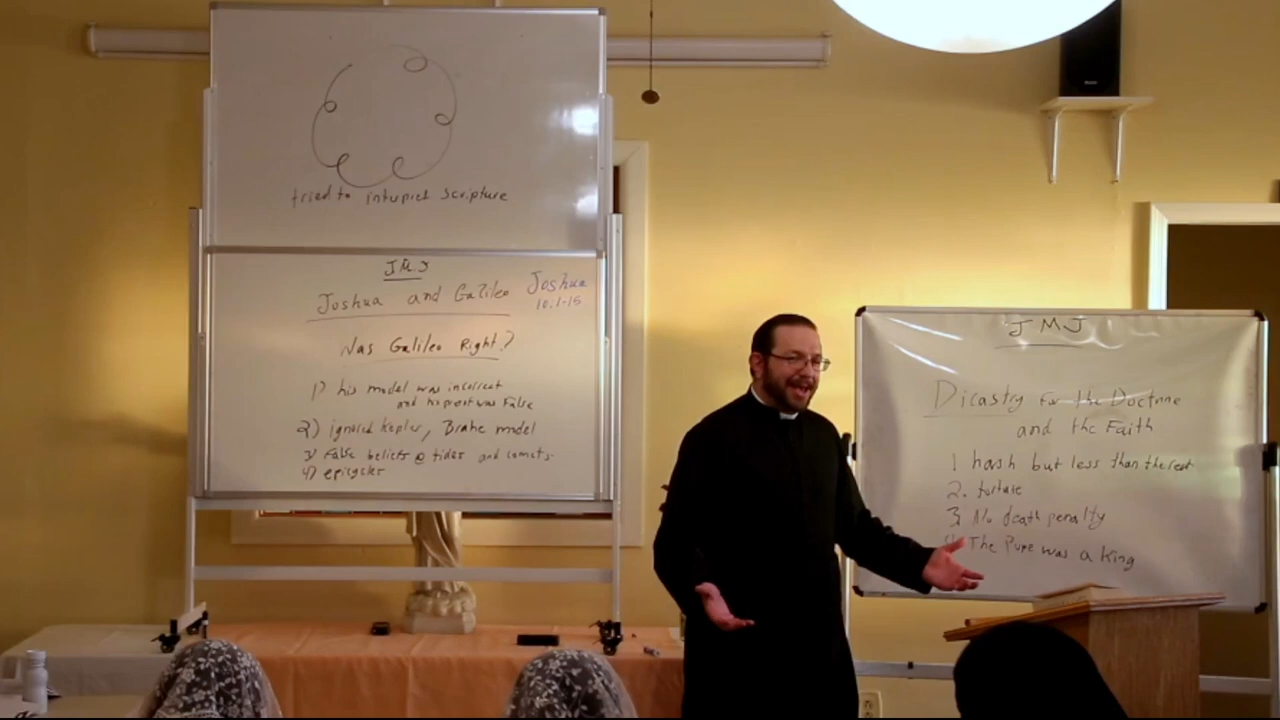 tried to intupiet Scripture
J.M.J
Joshua and Galileo
Joshua
10.1-15
Was Galileo Right?
1) his model was incorrect
and his proof was False
2) ignored Kepler, Brahe model
3) False beliefs @ tides and comets
4) epicycles
JMJ
Dicastry For the Doctrine
and the Faith
1 hash but less than the rest
2. torture
3. No death penalty
4 The Pope was a King